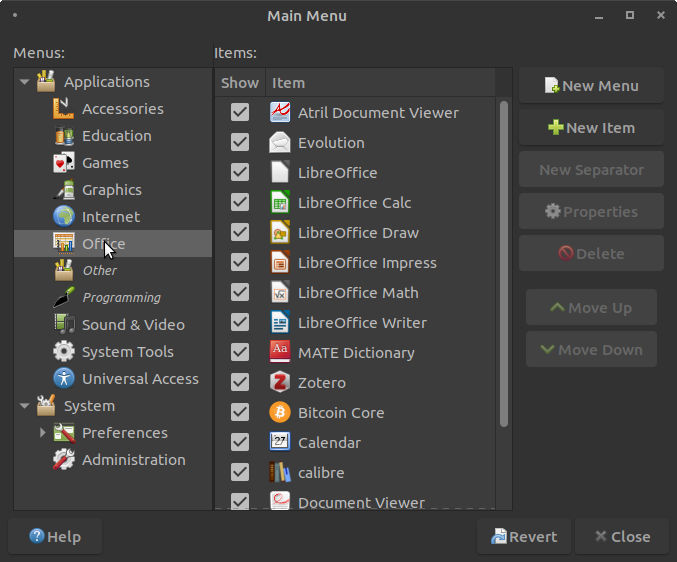 Main Menu
Menus:
Items:
Applications
Accessories
Education
Games
Graphics
Internet
Office
Other
Programming
Sound & Video
System Tools
Universal Access
System
Preferences
Administration
Show Item
Atril Document Viewer
Evolution
LibreOffice
LibreOffice Calc
LibreOffice Draw
LibreOffice Impress
LibreOffice Math
LibreOffice Writer
Aa MATE Dictionary
Zotero
Bitcoin Core
27 Calendar
calibre
Document Viewer
New Menu
New Item
New Separator
Properties
Delete
Move Up
Move Down
Help
Revert
Close